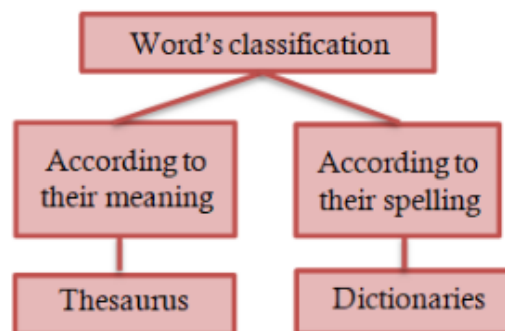 Word’s classification
According to
their meaning
According to
their spelling
Thesaurus
Dictionaries